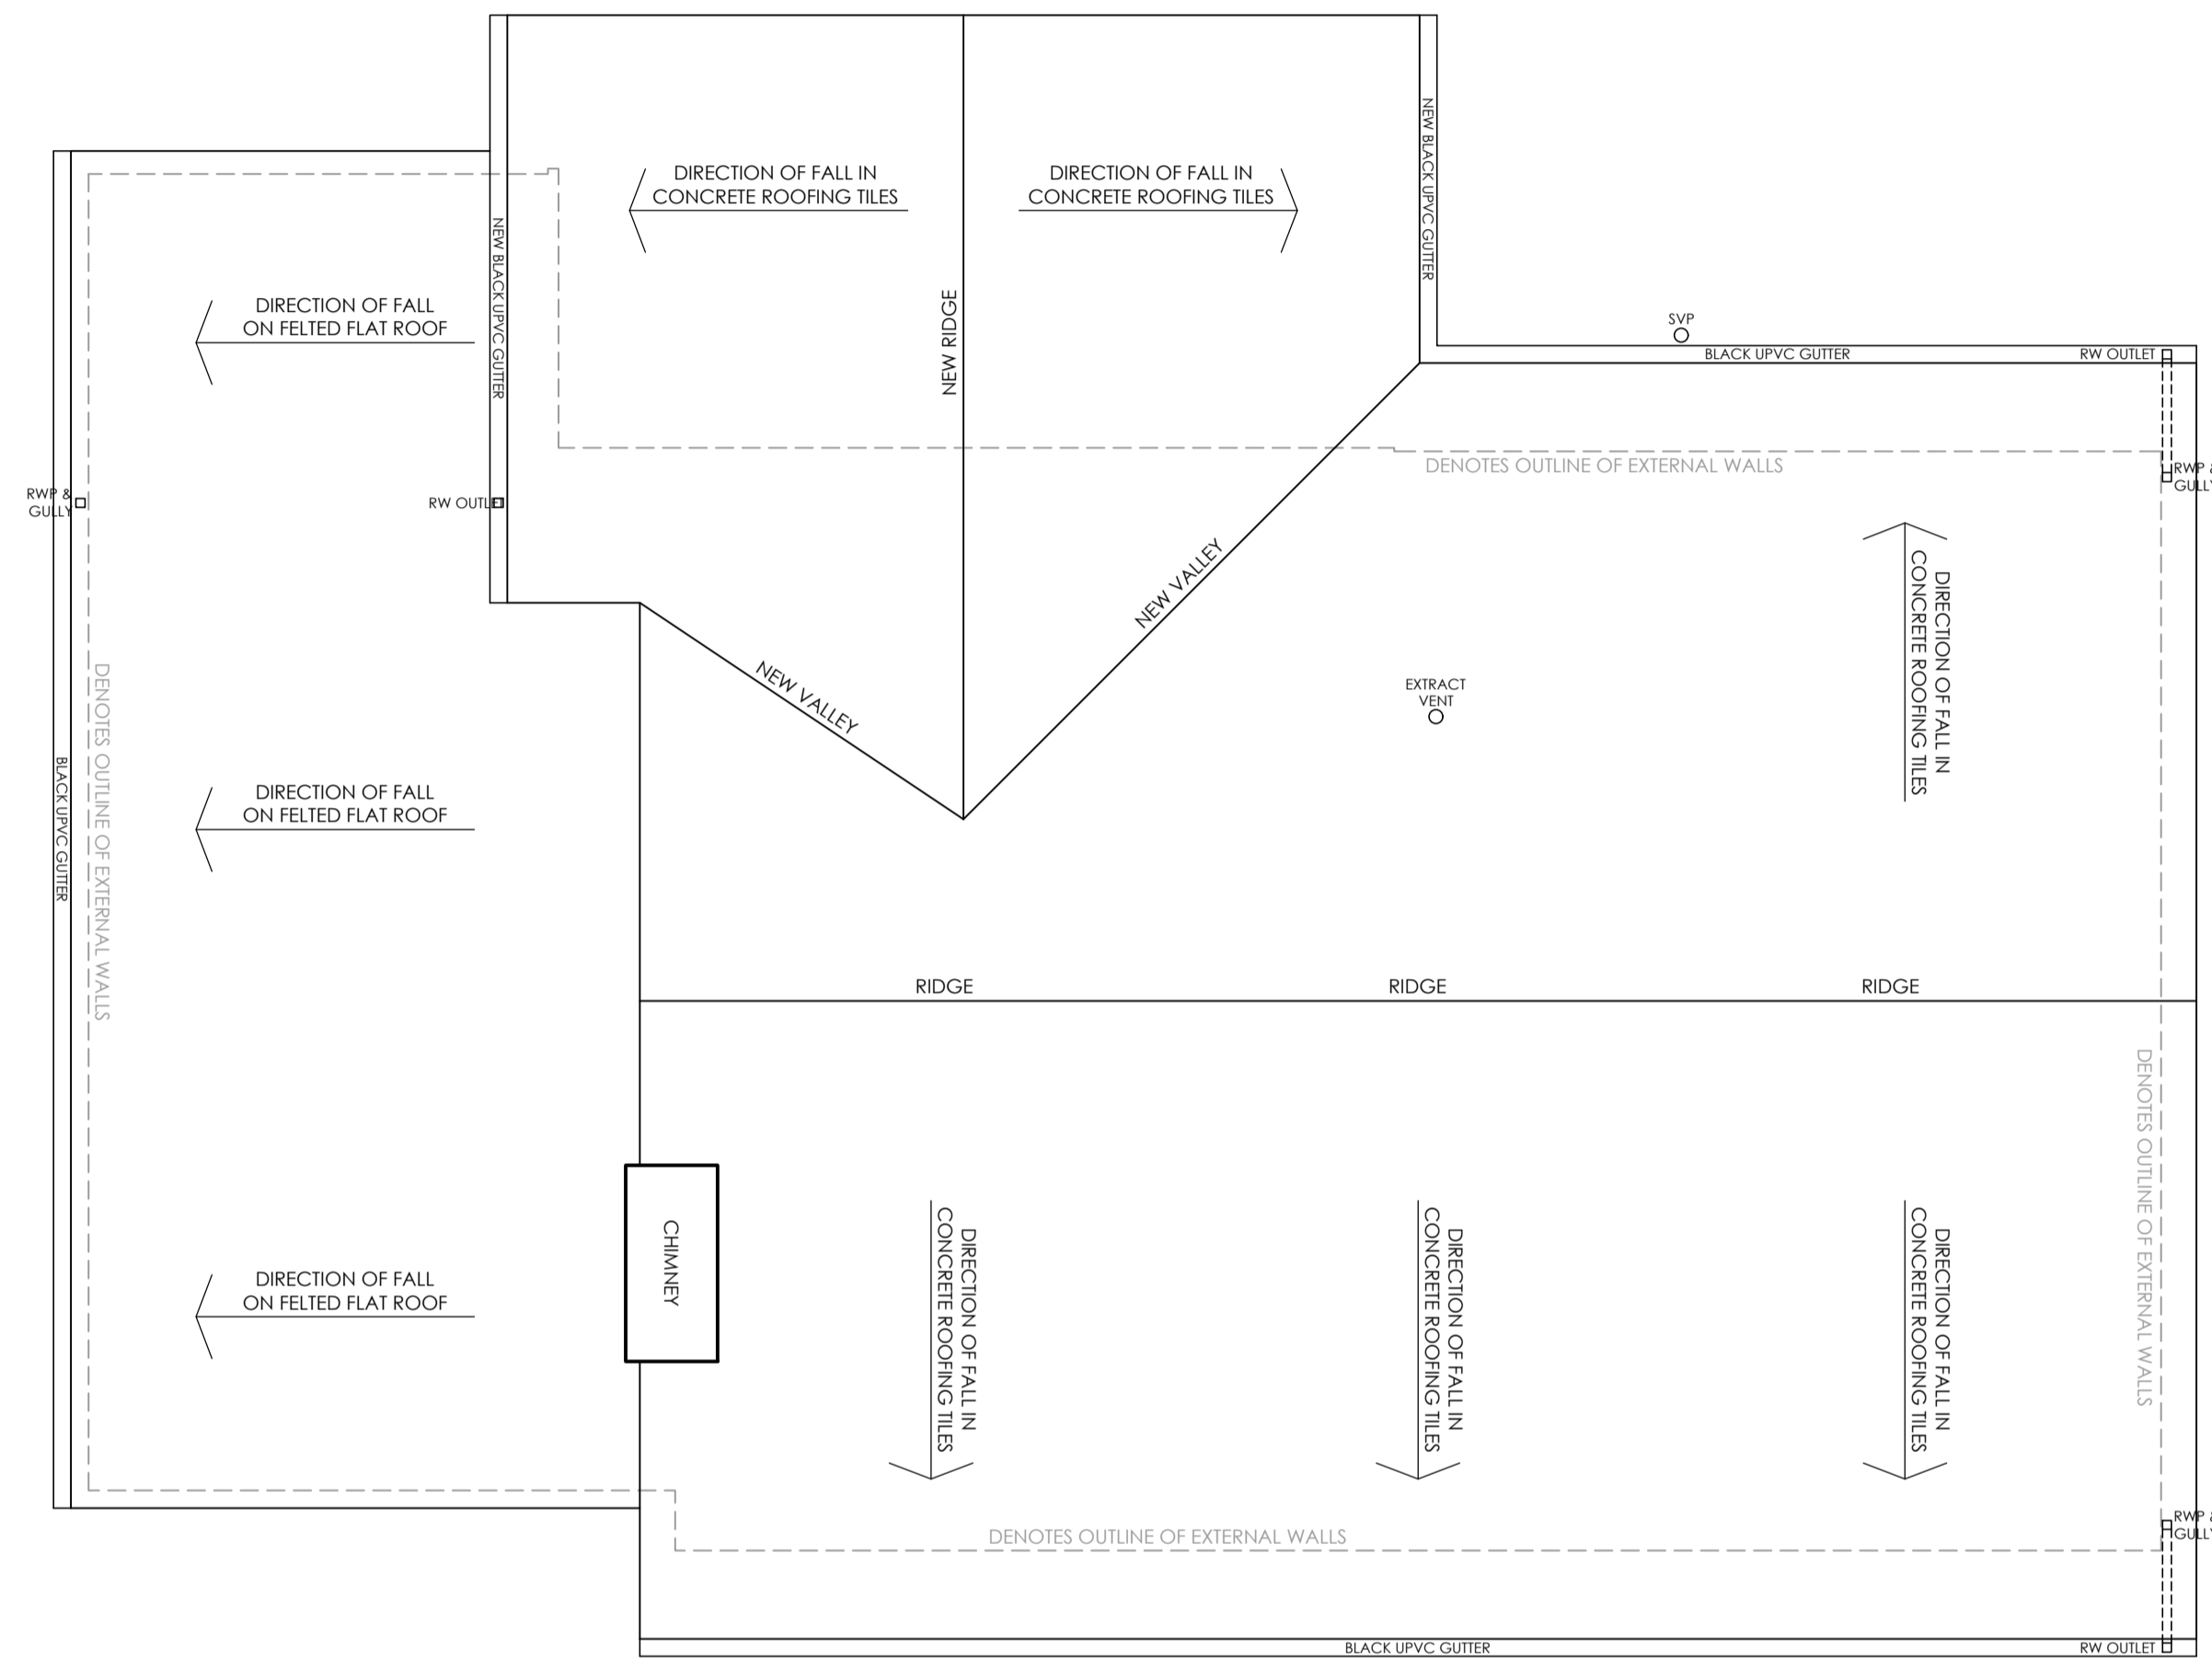 DIRECTION OF FALL IN
CONCRETE ROOFING TILES
DIRECTION OF FALL IN
CONCRETE ROOFING TILES
NEW BLACK UPVC GUTTER
NEW BLACK UPVC GUTTER
DIRECTION OF FALL
ON FELTED FLAT ROOF
NEW RIDGE
SVP
BLACK UPVC GUTTER
RW OUTLET
DENOTES OUTLINE OF EXTERNAL WALLS
RWP &
GULLY
RWP &
GULLY
RW OUTLET
NEW VALLEY
NEW VALLEY
EXTRACT
VENT
DIRECTION OF FALL IN
CONCRETE ROOFING TILES
DENOTES OUTLINE OF EXTERNAL WALLS
BLACK UPVC GUTTER
DIRECTION OF FALL
ON FELTED FLAT ROOF
RIDGE
RIDGE
RIDGE
DENOTES OUTLINE OF EXTERNAL WALLS
CHIMNEY
DIRECTION OF FALL
ON FELTED FLAT ROOF
DIRECTION OF FALL IN
CONCRETE ROOFING TILES
DIRECTION OF FALL IN
CONCRETE ROOFING TILES
DIRECTION OF FALL IN
CONCRETE ROOFING TILES
DENOTES OUTLINE OF EXTERNAL WALLS
RWP &
GULLY
BLACK UPVC GUTTER
RW OUTLET